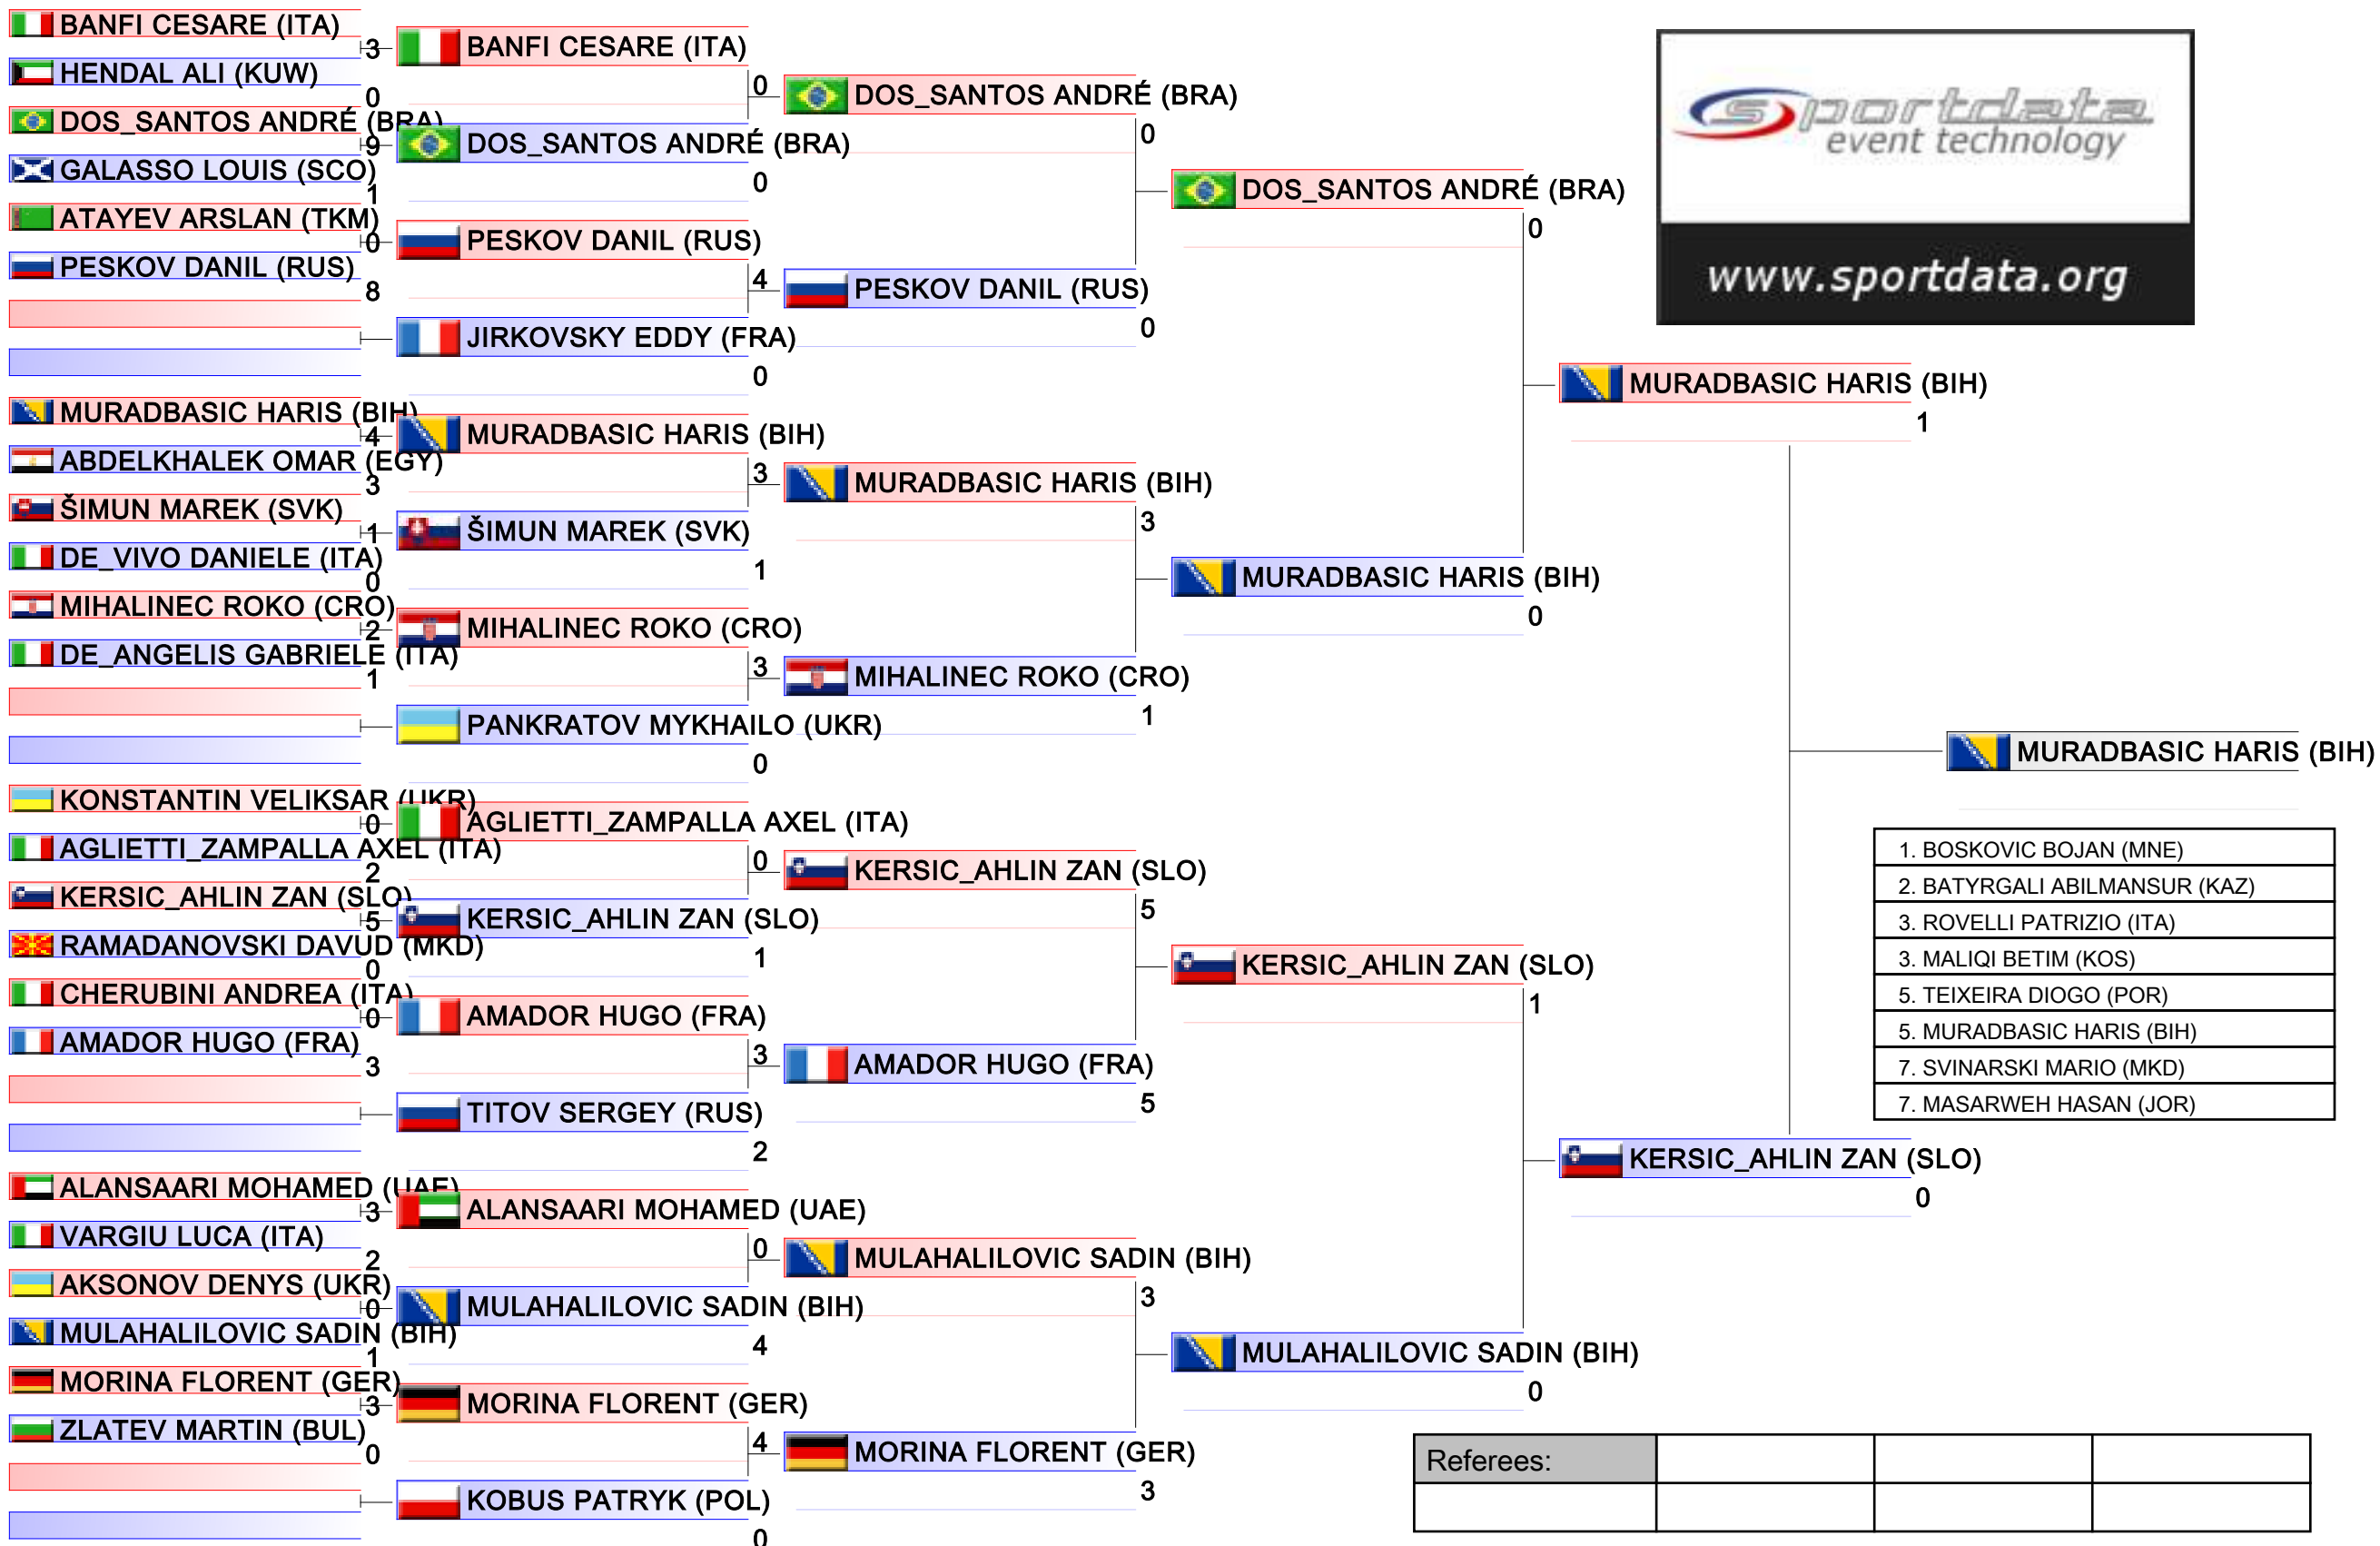 BANFI CESARE (ITA)
3
HENDAL ALI (KUW)
0
DOS_SANTOS ANDRÉ (BRA)
9
GALASSO LOUIS (SCO)
1
ATAYEV ARSLAN (TKM)
0
PESKOV DANIL (RUS)
8
MURADBASIC HARIS (BIH)
4
ABDELKHALEK OMAR (EGY)
3
ŠIMUN MAREK (SVK)
1
DE_VIVO DANIELE (ITA)
0
MIHALINEC ROKO (CRO)
2
DE_ANGELIS GABRIELE (ITA)
1
KONSTANTIN VELIKSAR (UKR)
0
AGLIETTI_ZAMPALLA AXEL (ITA)
2
KERSIC_AHLIN ZAN (SLO)
5
RAMADANOVSKI DAVUD (MKD)
0
CHERUBINI ANDREA (ITA)
0
AMADOR HUGO (FRA)
3
ALANSAARI MOHAMED (UAE)
3
VARGIU LUCA (ITA)
2
AKSONOV DENYS (UKR)
0
MULAHALILOVIC SADIN (BIH)
1
MORINA FLORENT (GER)
3
ZLATEV MARTIN (BUL)
0
BANFI CESARE (ITA)
0
DOS_SANTOS ANDRÉ (BRA)
0
PESKOV DANIL (RUS)
4
JIRKOVSKY EDDY (FRA)
0
MURADBASIC HARIS (BIH)
3
ŠIMUN MAREK (SVK)
1
MIHALINEC ROKO (CRO)
3
PANKRATOV MYKHAILO (UKR)
0
AGLIETTI_ZAMPALLA AXEL (ITA)
0
KERSIC_AHLIN ZAN (SLO)
1
AMADOR HUGO (FRA)
3
TITOV SERGEY (RUS)
2
ALANSAARI MOHAMED (UAE)
0
MULAHALILOVIC SADIN (BIH)
4
MORINA FLORENT (GER)
4
KOBUS PATRYK (POL)
0
DOS_SANTOS ANDRÉ (BRA)
0
PESKOV DANIL (RUS)
0
MURADBASIC HARIS (BIH)
3
MIHALINEC ROKO (CRO)
1
KERSIC_AHLIN ZAN (SLO)
5
AMADOR HUGO (FRA)
5
MULAHALILOVIC SADIN (BIH)
3
MORINA FLORENT (GER)
3
DOS_SANTOS ANDRÉ (BRA)
0
MURADBASIC HARIS (BIH)
0
KERSIC_AHLIN ZAN (SLO)
1
MULAHALILOVIC SADIN (BIH)
0
MURADBASIC HARIS (BIH)
1
KERSIC_AHLIN ZAN (SLO)
0
MURADBASIC HARIS (BIH)
sportdata
event technology
www.sportdata.org
1. BOSKOVIC BOJAN (MNE)
2. BATYRGALI ABILMANSUR (KAZ)
3. ROVELLI PATRIZIO (ITA)
3. MALIQI BETIM (KOS)
5. TEIXEIRA DIOGO (POR)
5. MURADBASIC HARIS (BIH)
7. SVINARSKI MARIO (MKD)
7. MASARWEH HASAN (JOR)
Referees: